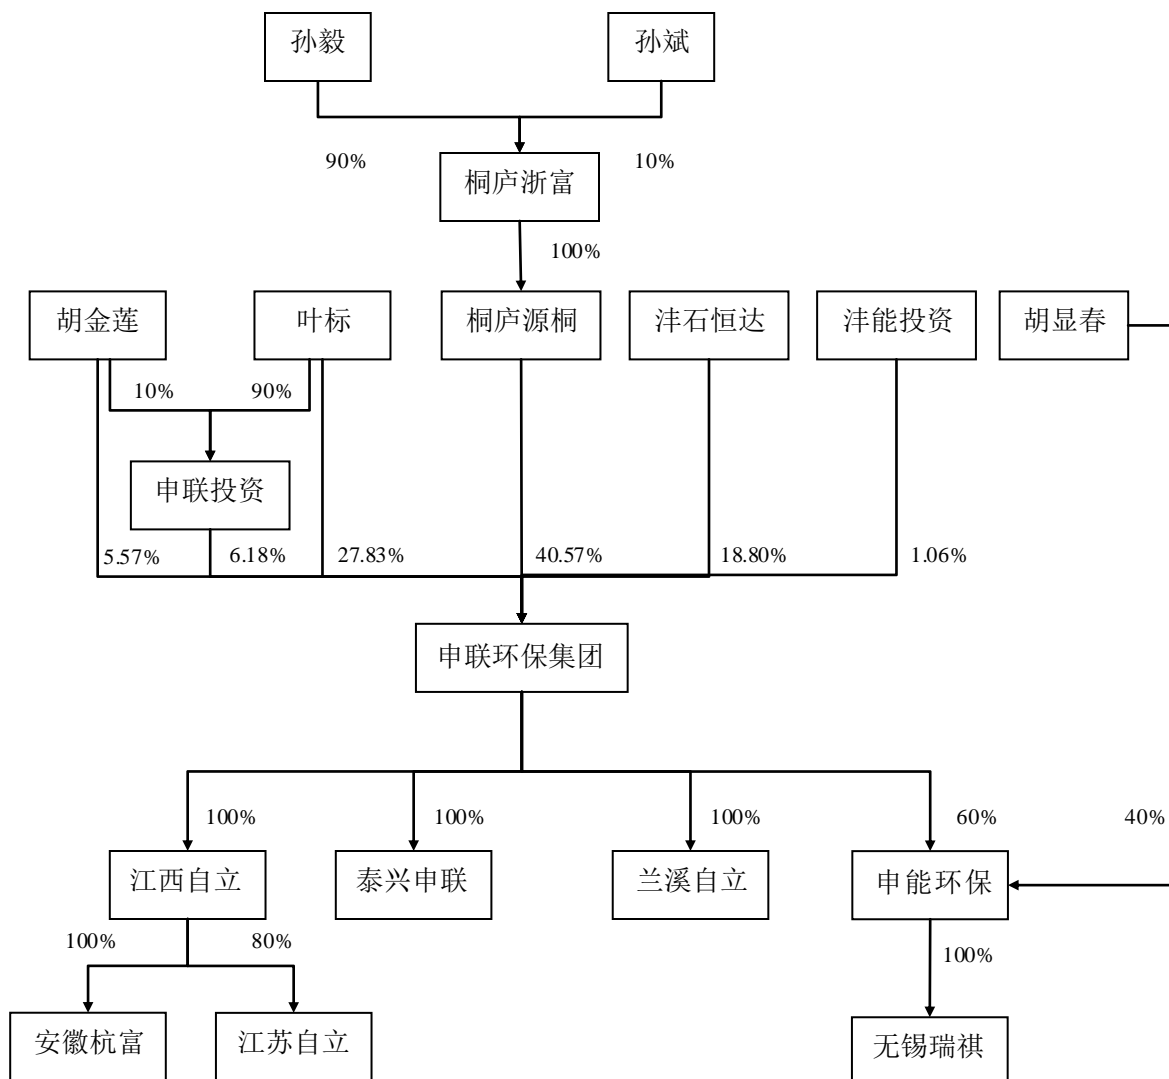 孙毅
孙斌
90%
10%
桐庐浙富
100%
胡金莲
叶标
桐庐源桐
沣石恒达
沣能投资
胡显春
10%
90%
申联投资
5.57%
6.18%
27.83%
40.57%
18.80%
1.06%
申联环保集团
100%
100%
100%
60%
40%
江西自立
泰兴申联
兰溪自立
申能环保
100%
80%
100%
安徽杭富
江苏自立
无锡瑞祺